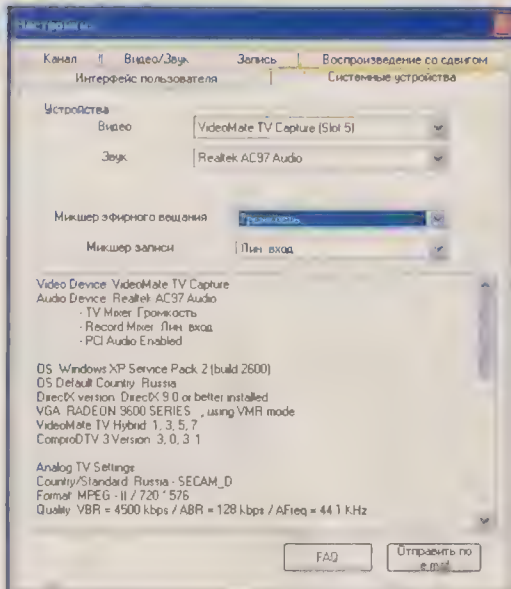 Настройки
Канал Видео/Звук Запись Воспроизведение со сдвигом
Интерфейс пользователя Системные устройства
Устройства
Видео VideoMate TV Capture (Slot 5)
Звук Realtek AC97 Audio
Микшер эфирного вещания Громкость
Микшер записи Лин. вход
Video Device VideoMate TV Capture
Audio Device Realtek AC97 Audio
- TV Mixer Громкость
- Record Mixer Лин. вход
- PCI Audio Enabled
OS Windows XP Service Pack 2 (build 2600)
OS Default Country Russia
DirectX version DirectX 9.0 or better installed
VGA RADEON 9600 SERIES , using VMR mode
VideoMate TV Hybrid 1, 3, 5, 7
ComproDTV 3 Version 3, 0, 3 1
Analog TV Settings
Country/Standard Russia - SECAM_D
Format MPEG - II / 720 * 576
Quality VBR = 4500 kbps / ABR = 128 kbps / AFreq = 44.1 KHz
FAQ Отправить по
e.mail